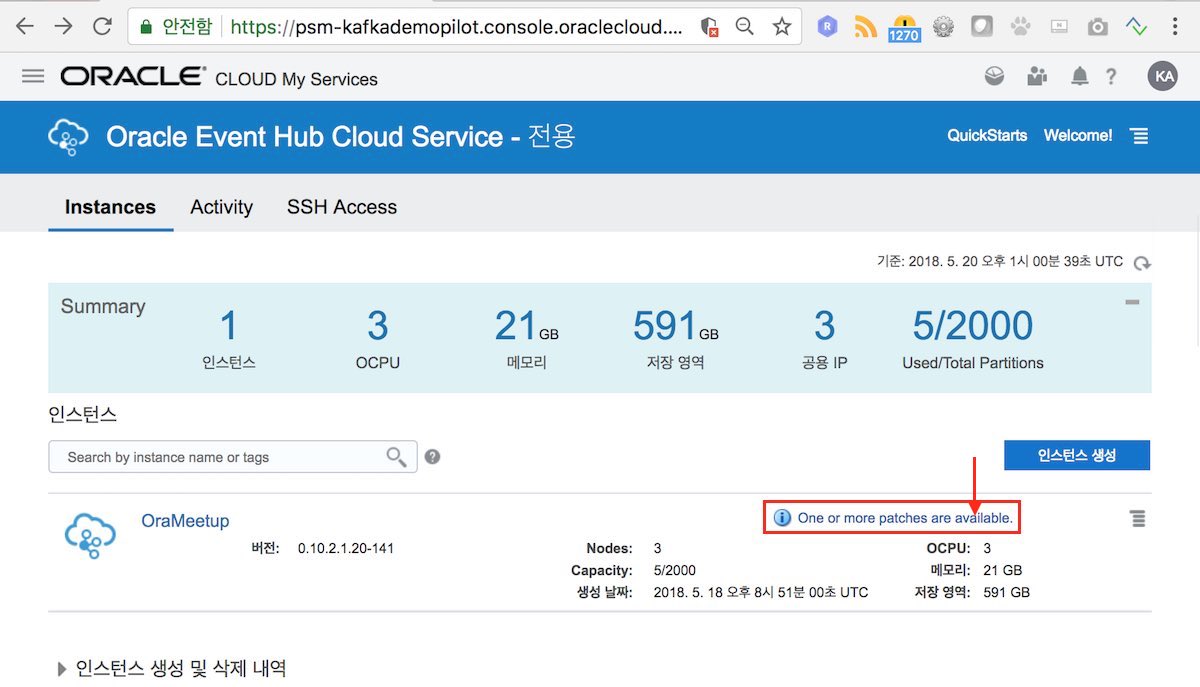 안전함 https://psm-kafkademopilot.console.oraclecloud....
R
1270
ORACLE® CLOUD My Services
?
KA
Oracle Event Hub Cloud Service - 전용
QuickStarts Welcome!
Instances Activity SSH Access
기준: 2018. 5. 20 오후 1시 00분 39초 UTC
Summary
1 3 21GB 591GB 3 5/2000
인스턴스 OCPU 메모리 저장 영역 공용 IP Used/Total Partitions
인스턴스
Search by instance name or tags ?
인스턴스 생성
OraMeetup i One or more patches are available.
버전: 0.10.2.1.20-141 Nodes: 3 OCPU: 3
Capacity: 5/2000 메모리: 21 GB
생성 날짜: 2018. 5. 18 오후 8시 51분 00초 UTC 저장 영역: 591 GB
인스턴스 생성 및 삭제 내역